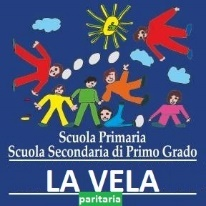 Scuola Primaria
Scuola Secondaria di Primo Grado
LA VELA
paritaria